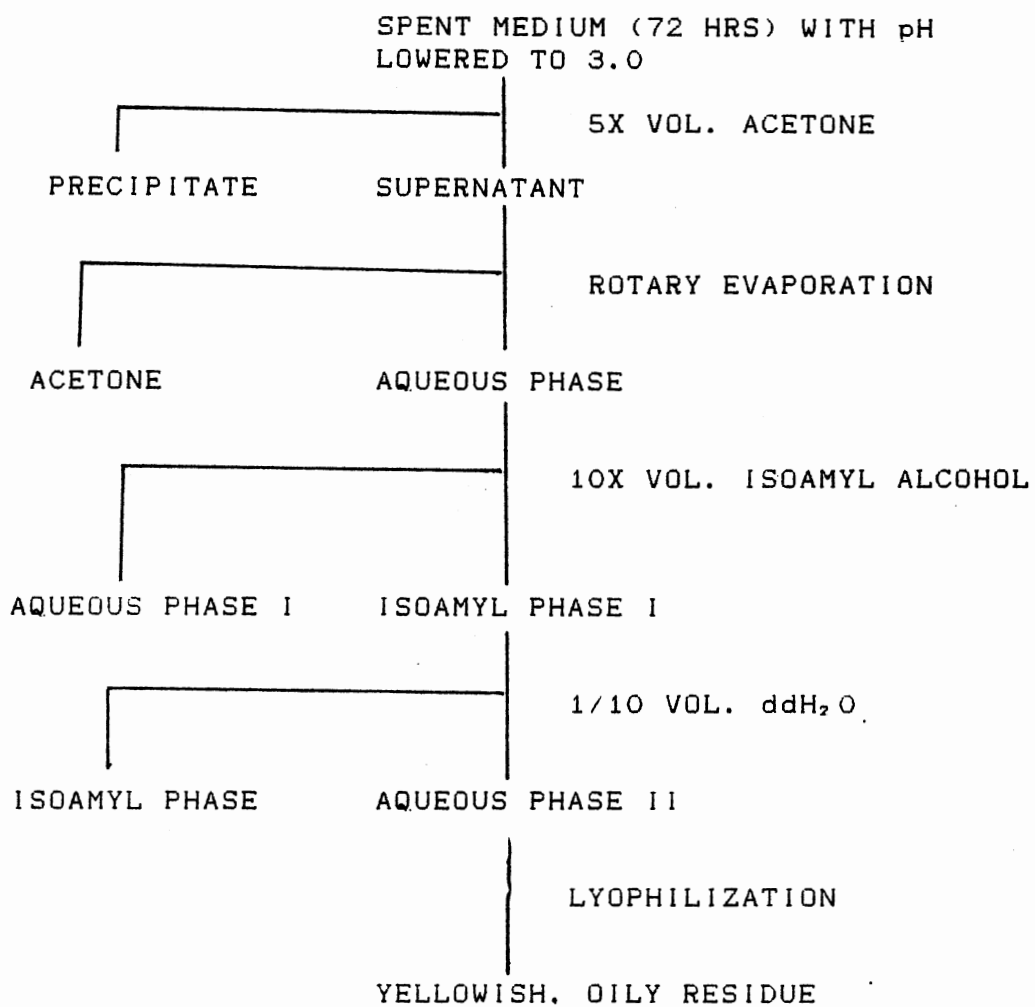 SPENT MEDIUM (72 HRS) WITH pH
LOWERED TO 3.0
5X VOL. ACETONE
PRECIPITATE SUPERNATANT
ROTARY EVAPORATION
ACETONE AQUEOUS PHASE
10X VOL. ISOAMYL ALCOHOL
AQUEOUS PHASE I ISOAMYL PHASE I
1/10 VOL. ddH₂O
ISOAMYL PHASE AQUEOUS PHASE II
LYOPHILIZATION
YELLOWISH, OILY RESIDUE